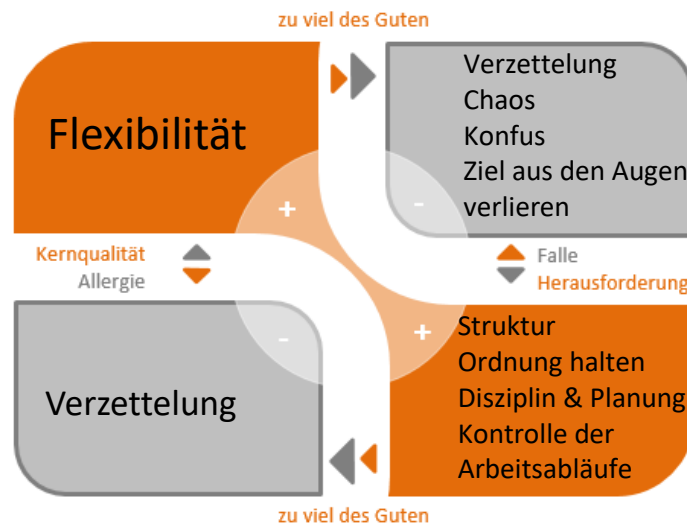 zu viel des Guten
Flexibilität
Verzettelung
Chaos
Konfus
Ziel aus den Augen
verlieren
+
-
Kernqualität
Allergie
Falle
Herausforderung
-
+
Verzettelung
Struktur
Ordnung halten
Disziplin & Planung
Kontrolle der
Arbeitsabläufe
zu viel des Guten